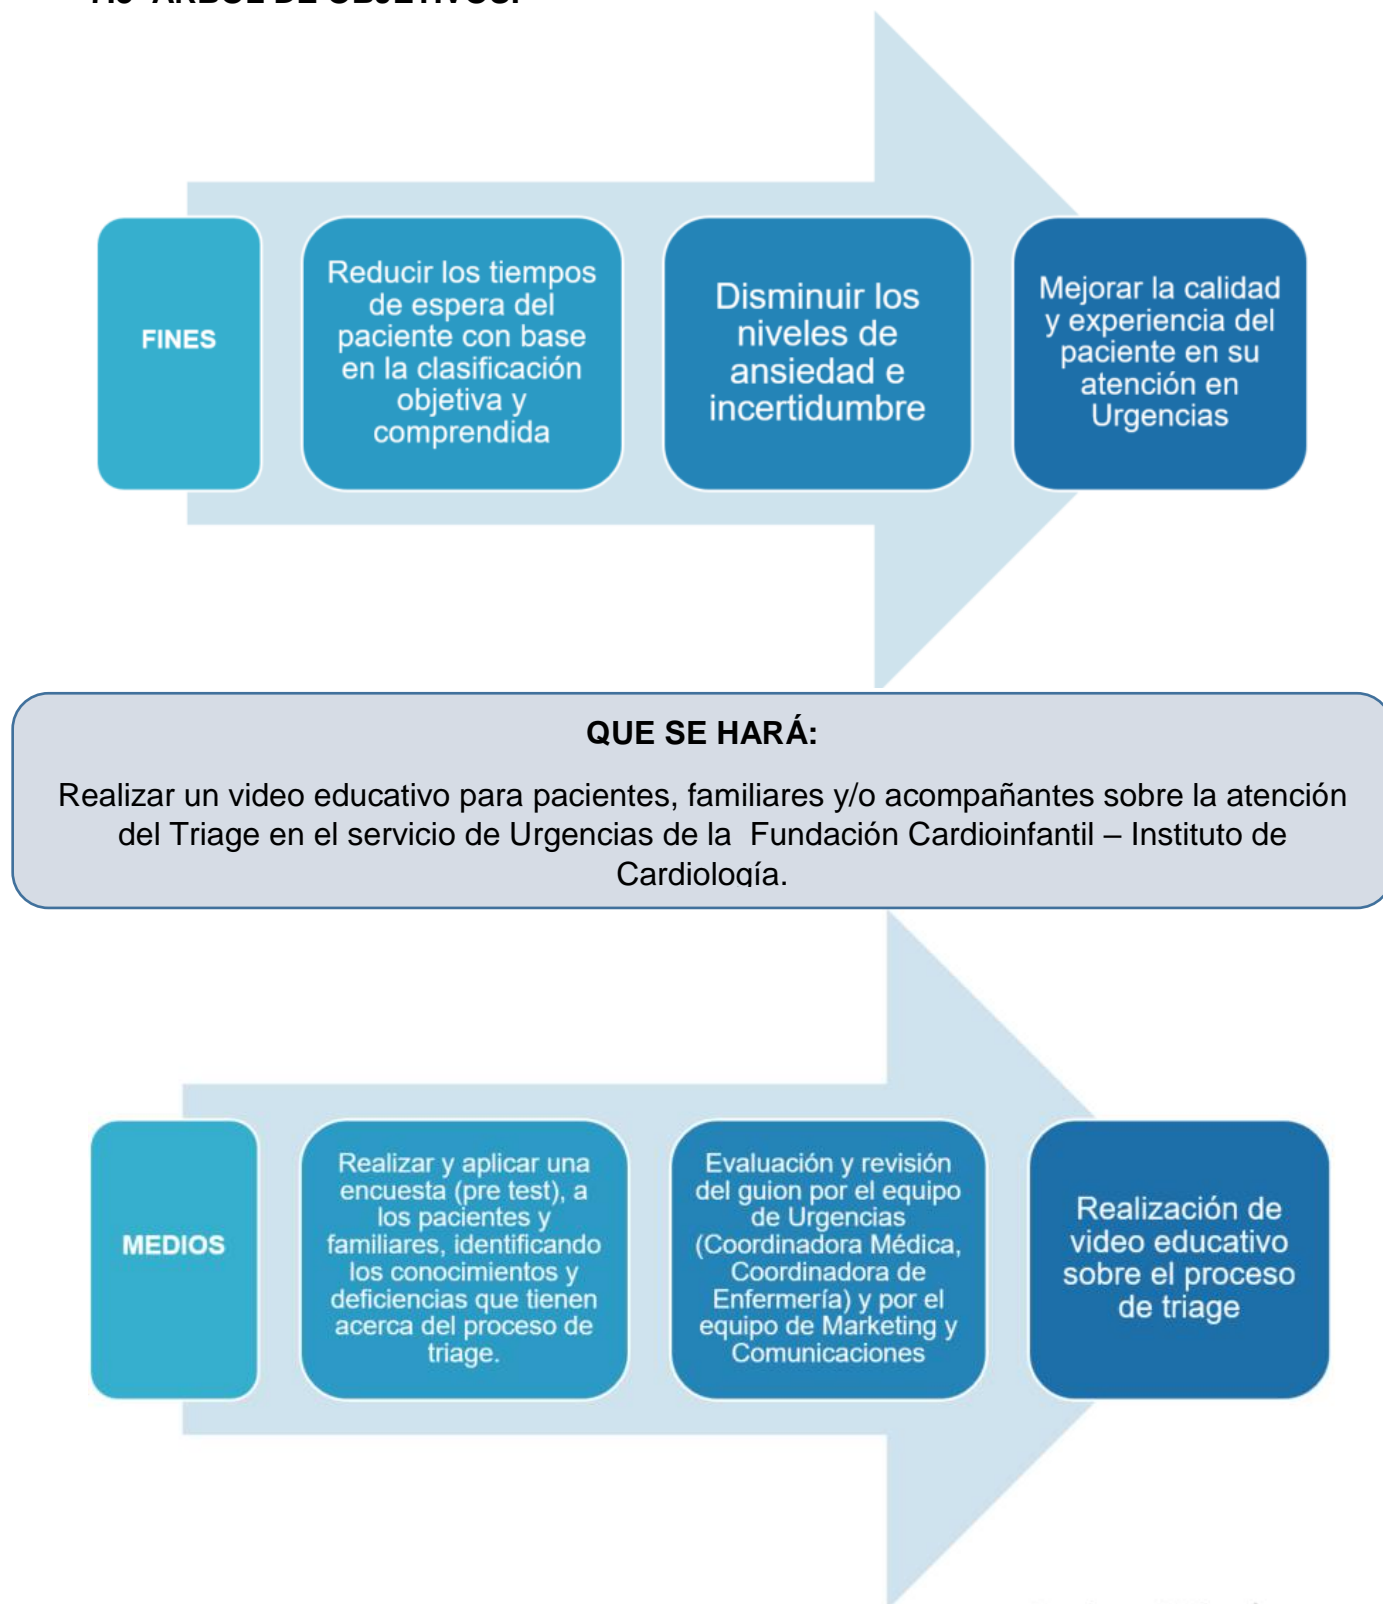 ÁRBOL DE OBJETIVOS.
FINES
Reducir los tiempos
de espera del
paciente con base
en la clasificación
objetiva y
comprendida
Disminuir los
niveles de
ansiedad e
incertidumbre
Mejorar la calidad
y experiencia del
paciente en su
atención en
Urgencias
QUE SE HARÁ:
Realizar un video educativo para pacientes, familiares y/o acompañantes sobre la atención
del Triage en el servicio de Urgencias de la Fundación Cardioinfantil – Instituto de
Cardiología.
MEDIOS
Realizar y aplicar una
encuesta (pre test), a
los pacientes y
familiares, identificando
los conocimientos y
deficiencias que tienen
acerca del proceso de
triage.
Evaluación y revisión
del guion por el equipo
de Urgencias
(Coordinadora Médica,
Coordinadora de
Enfermería) y por el
equipo de Marketing y
Comunicaciones
Realización de
video educativo
sobre el proceso
de triage